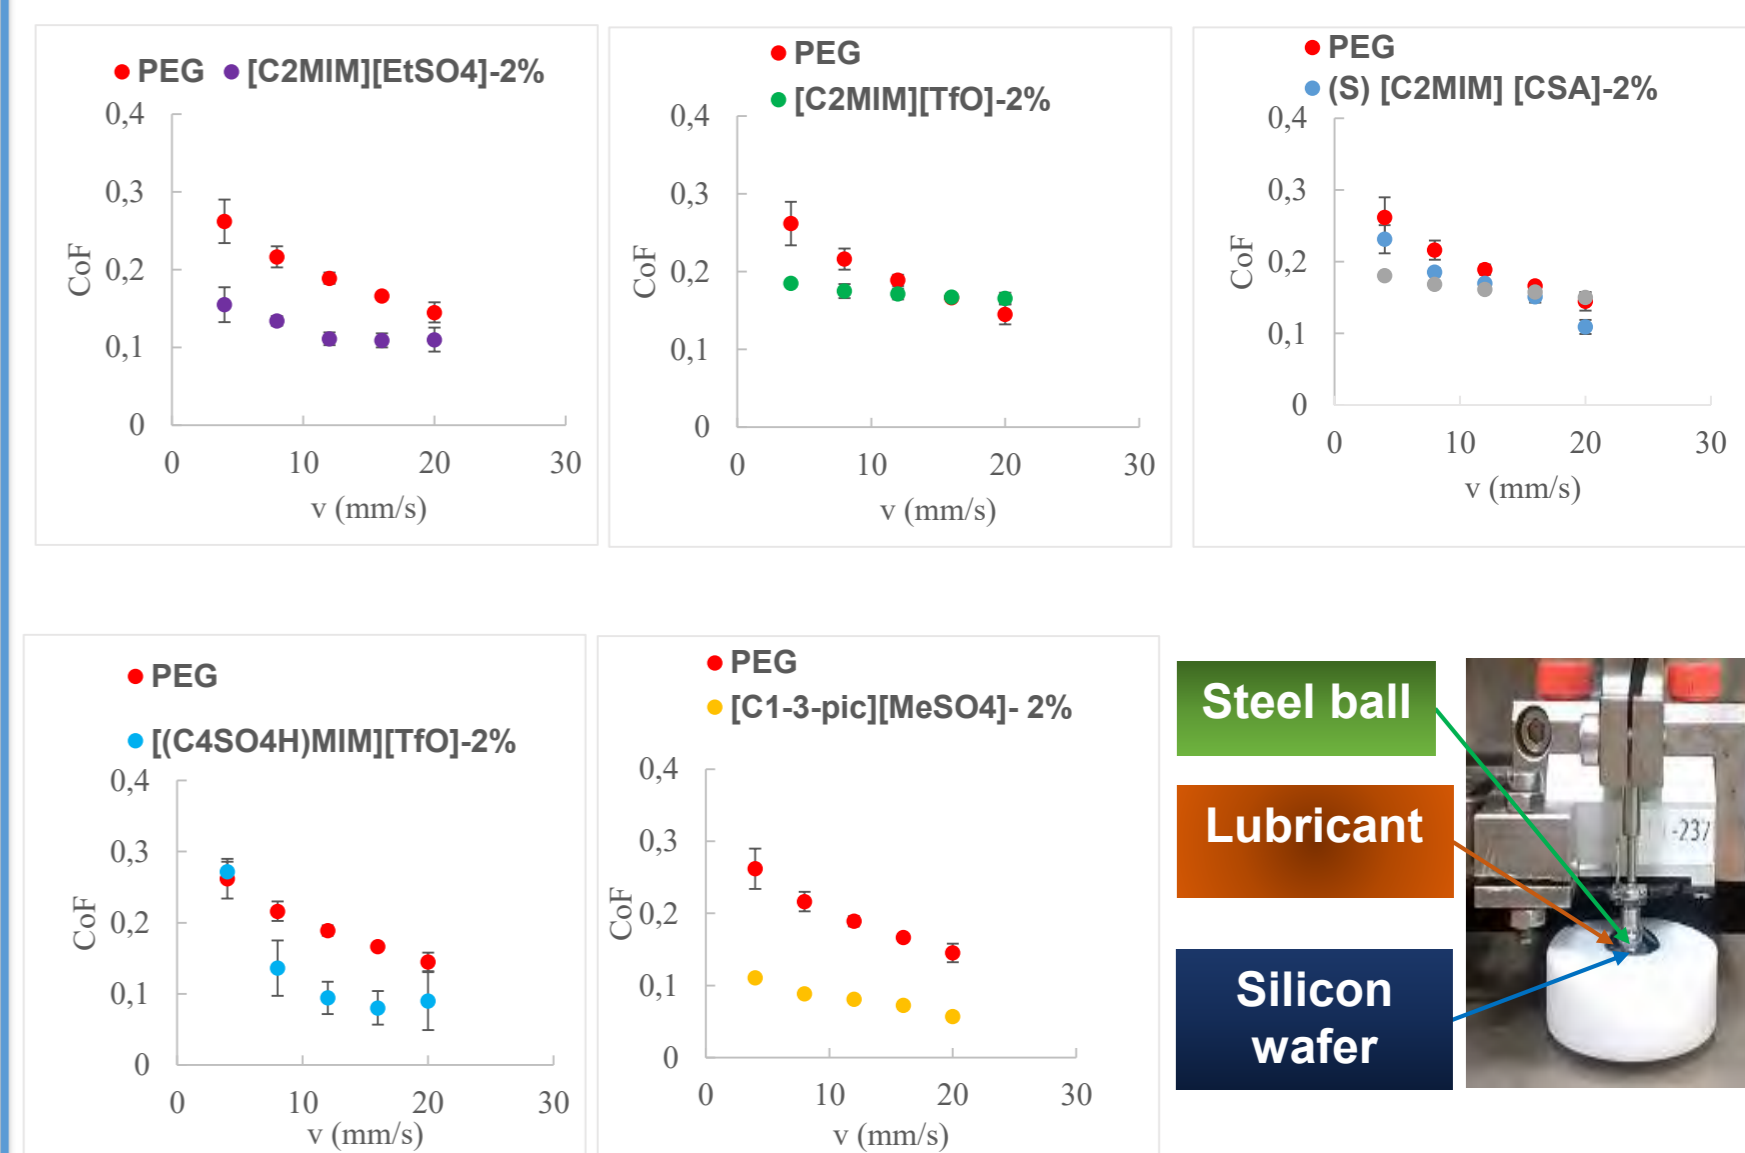 PEG [C2MIM][EtSO4]-2%
0,4
0,3
0,2
0,1
0
CoF
0 10 20 30
v (mm/s)
PEG
[C2MIM][TfO]-2%
0,4
0,3
0,2
0,1
0
CoF
0 10 20 30
v (mm/s)
PEG
(S) [C2MIM] [CSA]-2%
0,4
0,3
0,2
0,1
0
CoF
0 10 20 30
v (mm/s)
PEG
[(C4SO4H)MIM][TfO]-2%
0,4
0,3
0,2
0,1
0
CoF
0 10 20 30
v (mm/s)
PEG
[C1-3-pic][MeSO4]- 2%
0,4
0,3
0,2
0,1
0
CoF
0 10 20 30
v (mm/s)
Steel ball
Lubricant
Silicon
wafer
-237